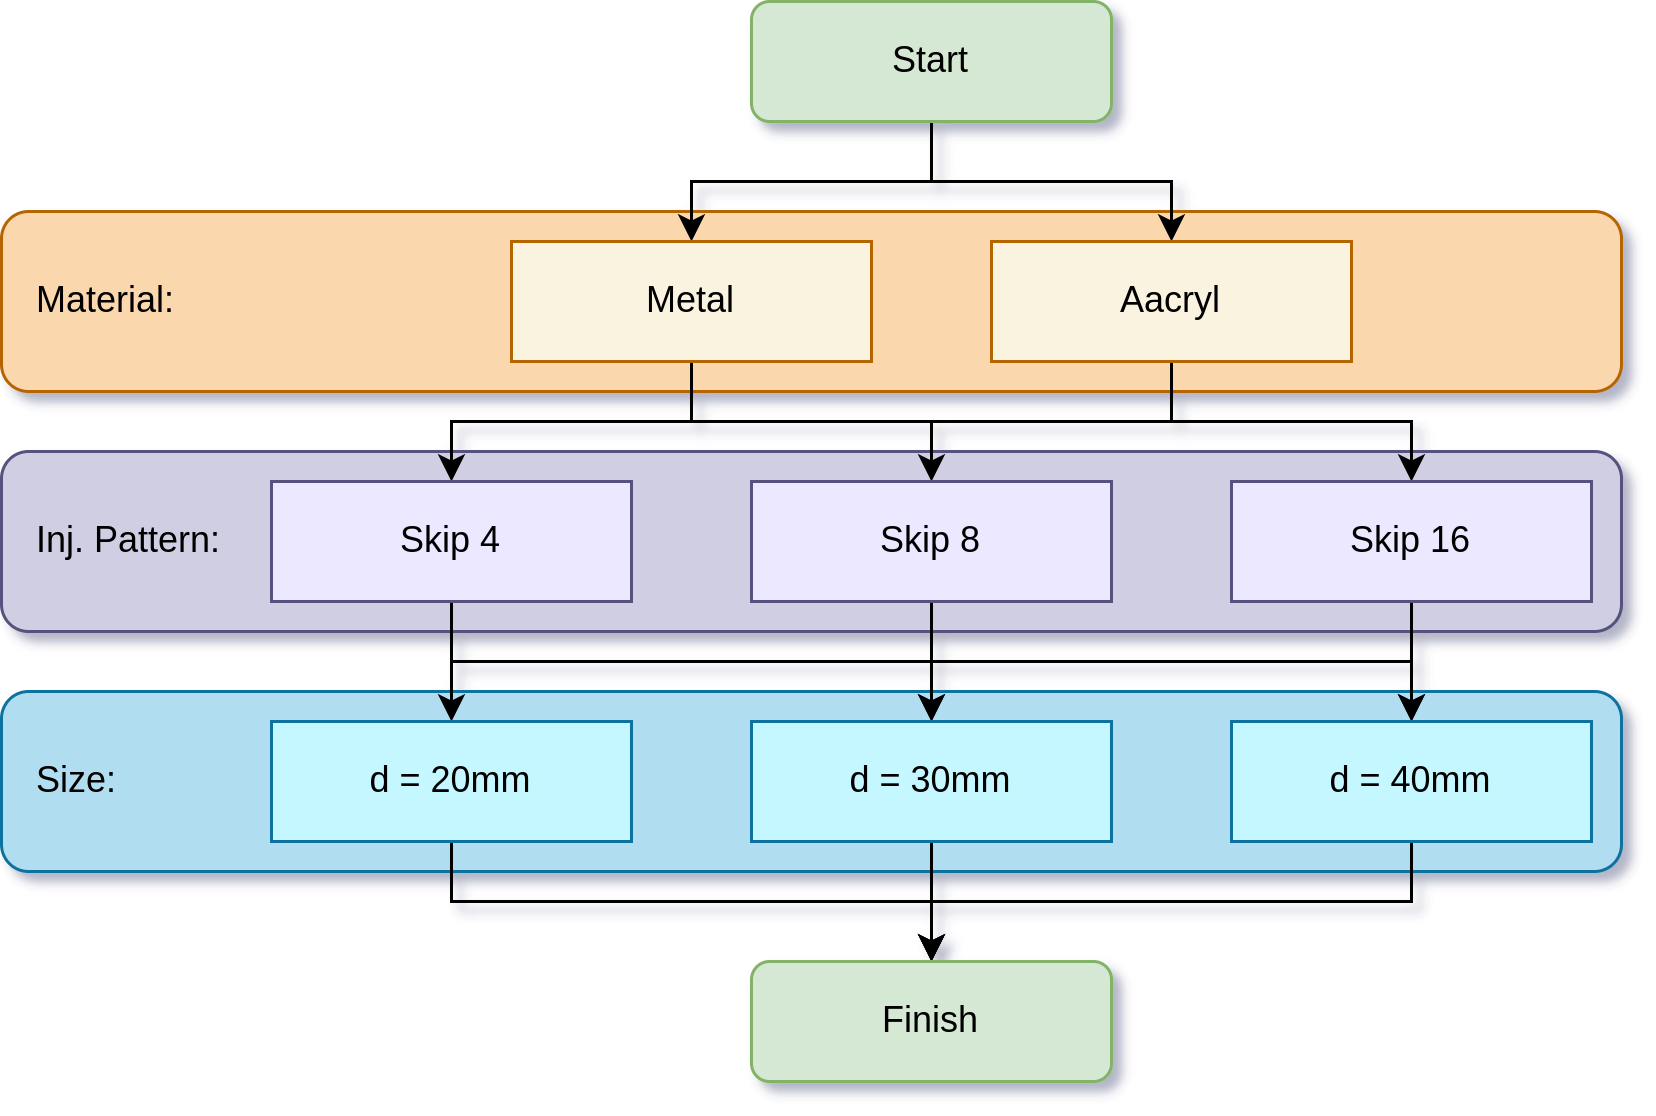 Start
Material:
Metal
Aacryl
Inj. Pattern:
Skip 4
Skip 8
Skip 16
Size:
d = 20mm
d = 30mm
d = 40mm
Finish